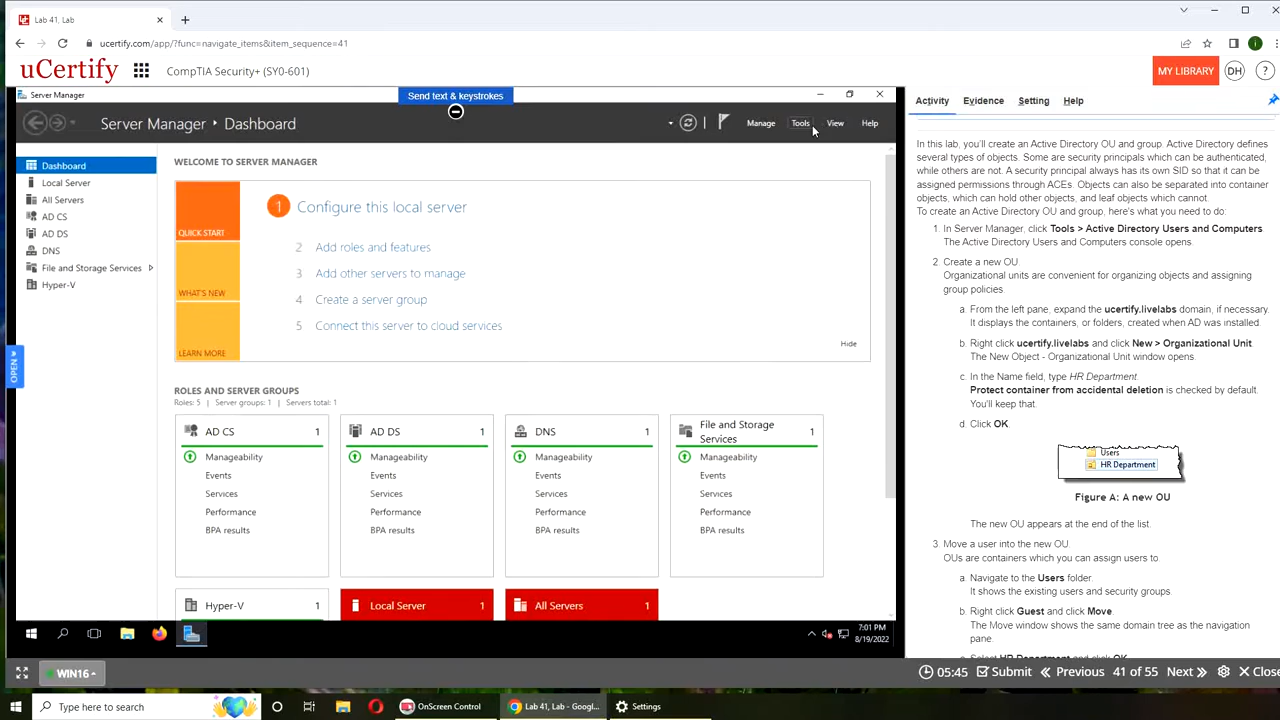 Lab 41, Lab
ucertify.com/app/?func=navigate_items&item_sequence=41
uCertify
CompTIA Security+ (SY0-601)
MY LIBRARY
DH
?
Server Manager
Send text & keystrokes
Server Manager • Dashboard
Manage
Tools
View
Help
Dashboard
Local Server
All Servers
AD CS
AD DS
DNS
File and Storage Services
Hyper-V
WELCOME TO SERVER MANAGER
QUICK START
WHAT'S NEW
LEARN MORE
1 Configure this local server
2 Add roles and features
3 Add other servers to manage
4 Create a server group
5 Connect this server to cloud services
Hide
ROLES AND SERVER GROUPS
Roles: 5 | Server groups: 1 | Servers total: 1
AD CS 1
Manageability
Events
Services
Performance
BPA results
AD DS 1
Manageability
Events
Services
Performance
BPA results
DNS 1
Manageability
Events
Services
Performance
BPA results
File and Storage
Services
1
Manageability
Events
Services
Performance
BPA results
Hyper-V 1
Local Server 1
All Servers 1
7:01 PM
8/19/2022
OPEN
Activity
Evidence
Setting
Help
In this lab, you'll create an Active Directory OU and group. Active Directory defines
several types of objects. Some are security principals which can be authenticated,
while others are not. A security principal always has its own SID so that it can be
assigned permissions through ACEs. Objects can also be separated into container
objects, which can hold other objects, and leaf objects which cannot.
To create an Active Directory OU and group, here's what you need to do:
1. In Server Manager, click Tools > Active Directory Users and Computers.
The Active Directory Users and Computers console opens.
2. Create a new OU.
Organizational units are convenient for organizing objects and assigning
group policies.
a. From the left pane, expand the ucertify.livelabs domain, if necessary.
It displays the containers, or folders, created when AD was installed.
b. Right click ucertify.livelabs and click New > Organizational Unit
The New Object - Organizational Unit window opens.
c. In the Name field, type HR Department.
Protect container from accidental deletion is checked by default.
You'll keep that.
d. Click OK.
Users
HR Department
Figure A: A new OU
The new OU appears at the end of the list.
3. Move a user into the new OU.
OUs are containers which you can assign users to.
a. Navigate to the Users folder.
It shows the existing users and security groups.
b. Right click Guest and click Move.
The Move window shows the same domain tree as the navigation
pane.
c. Select HR Department and click OK
WIN16
05:45
Submit
Previous
41 of 55
Next
Close
Type here to search
OnScreen Control
Lab 41, Lab - Googl...
Settings